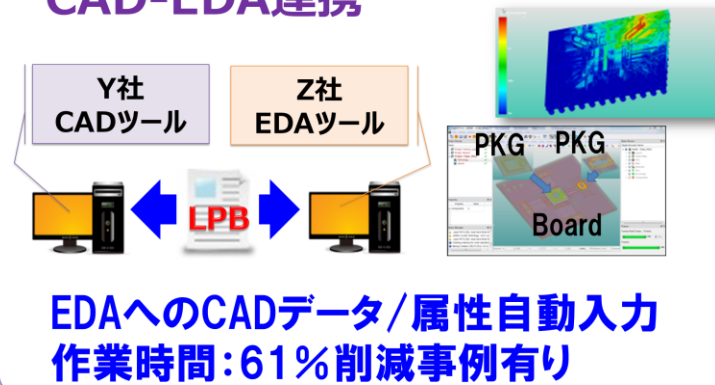 CAD-EDA連携
Y社
CADツール
Z社
EDAツール
LPB
PKG PKG
Board
EDAへのCADデータ/属性自動入力
作業時間:61%削減事例有り